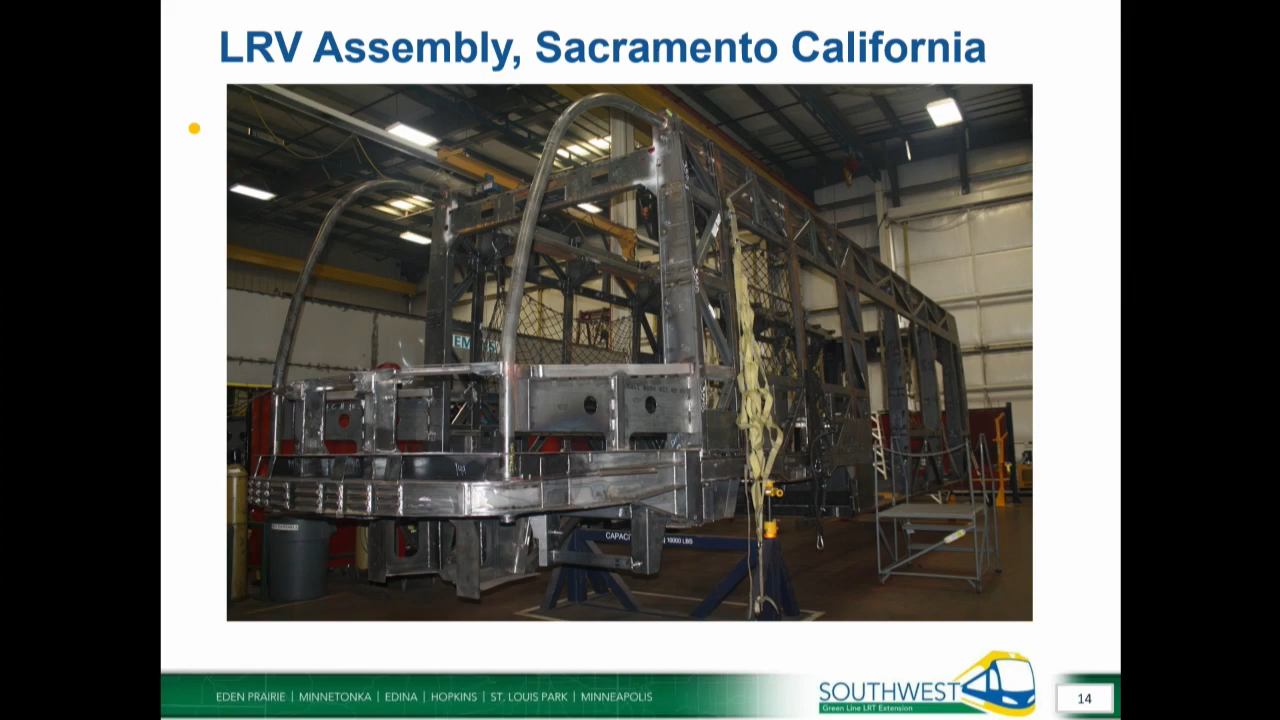 LRV Assembly, Sacramento California
CAPACI
10000 LBS
EDEN PRAIRIE | MINNETONKA | EDINA | HOPKINS | ST. LOUIS PARK | MINNEAPOLIS
SOUTHWEST
Green Line LRT Extension
14